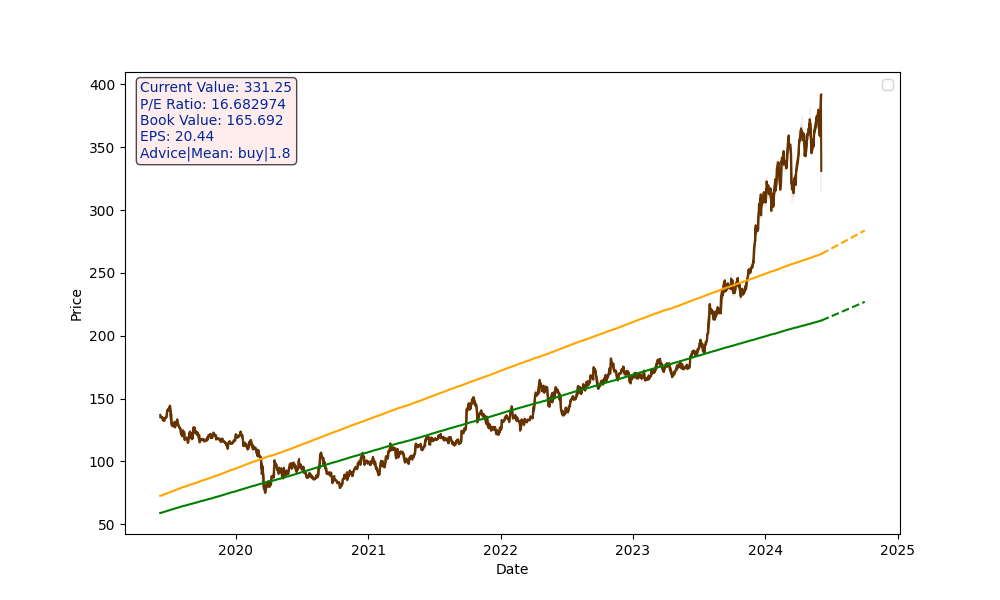 Current Value: 331.25
P/E Ratio: 16.682974
Book Value: 165.692
EPS: 20.44
Advice|Mean: buy|1.8
400
350
300
250
200
150
100
50
Price
2020 2021 2022 2023 2024 2025
Date